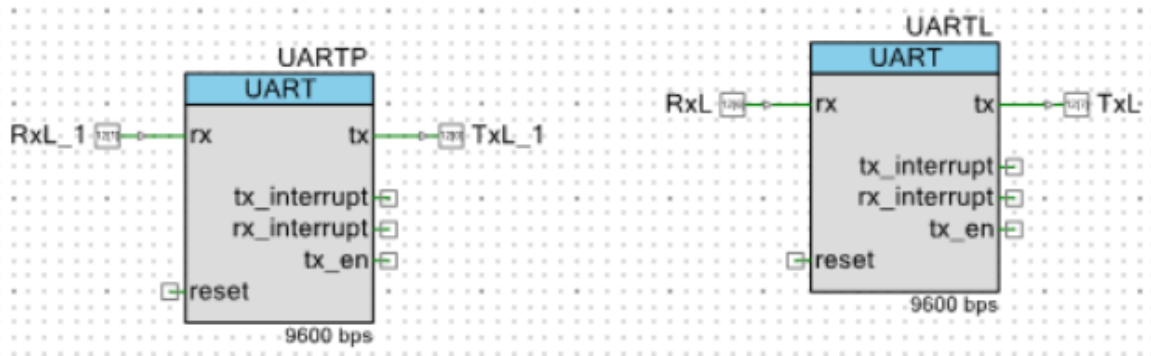 UARTP
UART
RxL_1 rx tx TxL_1
tx_interrupt
rx_interrupt
tx_en
reset
9600 bps
UARTL
UART
RxL rx tx TxL
tx_interrupt
rx_interrupt
tx_en
reset
9600 bps